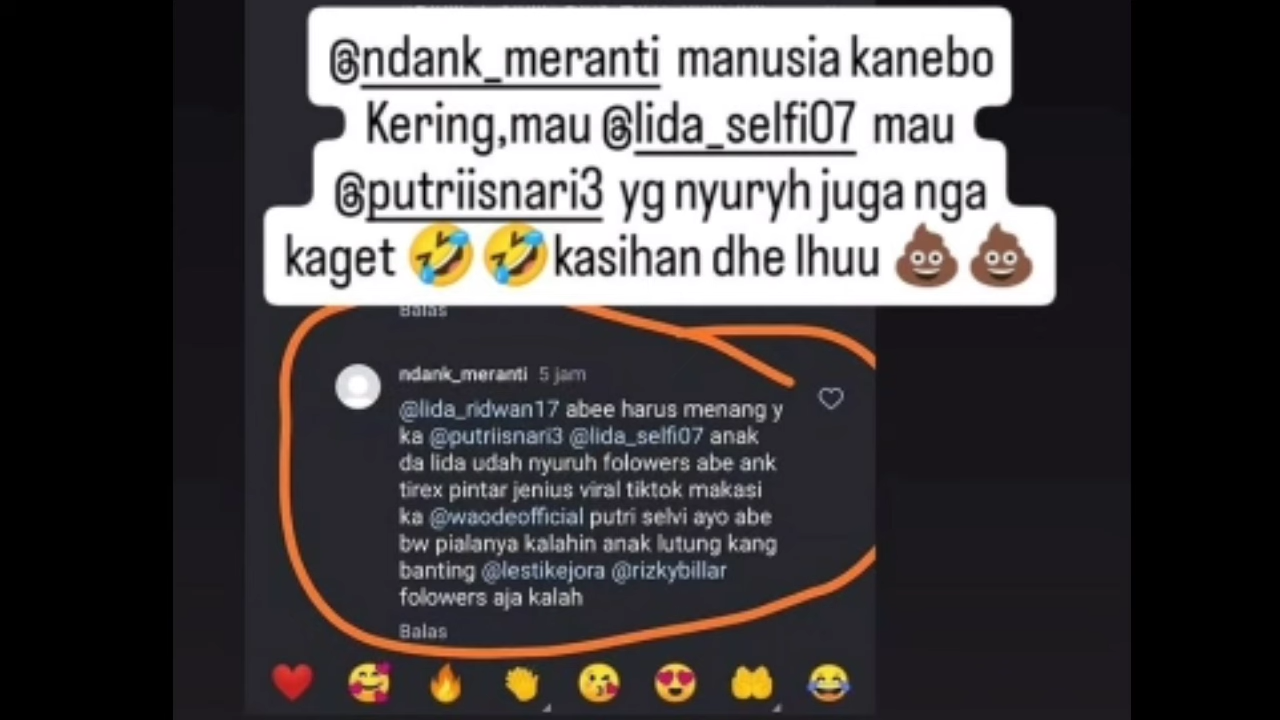 @ndank_meranti manusia kanebo
Kering,mau @lida_selfi07 mau
@putriisnari3 yg nyuryh juga nga
kaget 🤣🤣kasihan dhe lhuu 💩💩
Balas
ndank_meranti 5 jam
@lida_ridwan17 abee harus menang y
ka @putriisnari3 @lida_selfi07 anak
da lida udah nyuruh folowers abe ank
tirex pintar jenius viral tiktok makasi
ka @waodeofficial putri selvi ayo abe
bw pialanya kalahin anak lutung kang
banting @lestikejora @rizkybillar
folowers aja kalah
Balas